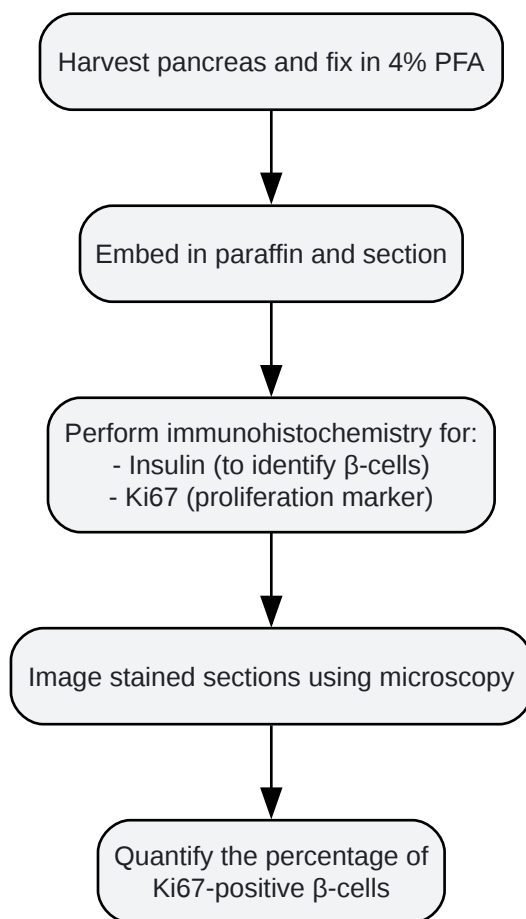 Harvest pancreas and fix in 4% PFA
Embed in paraffin and section
Perform immunohistochemistry for:
- Insulin (to identify β-cells)
- Ki67 (proliferation marker)
Image stained sections using microscopy
Quantify the percentage of
Ki67-positive β-cells